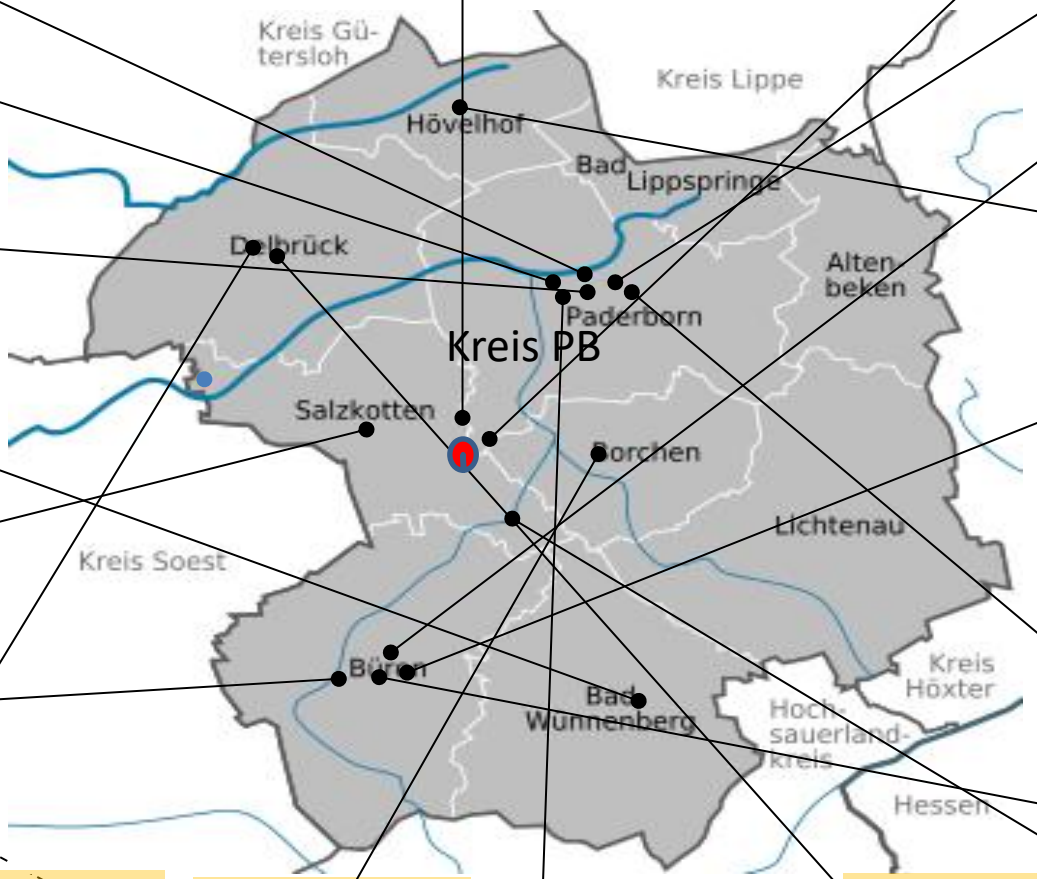 Kreis Gü-
tersloh
Kreis Lippe
Hövelhof
Bad
Lippspringe
Delbrück
Alten-
beken
Paderborn
Kreis PB
Salzkotten
Borchen
Lichtenau
Kreis Soest
Büren
Bad
Wünnenberg
Kreis
Höxter
Hoch-
sauerland-
kreis
Hessen